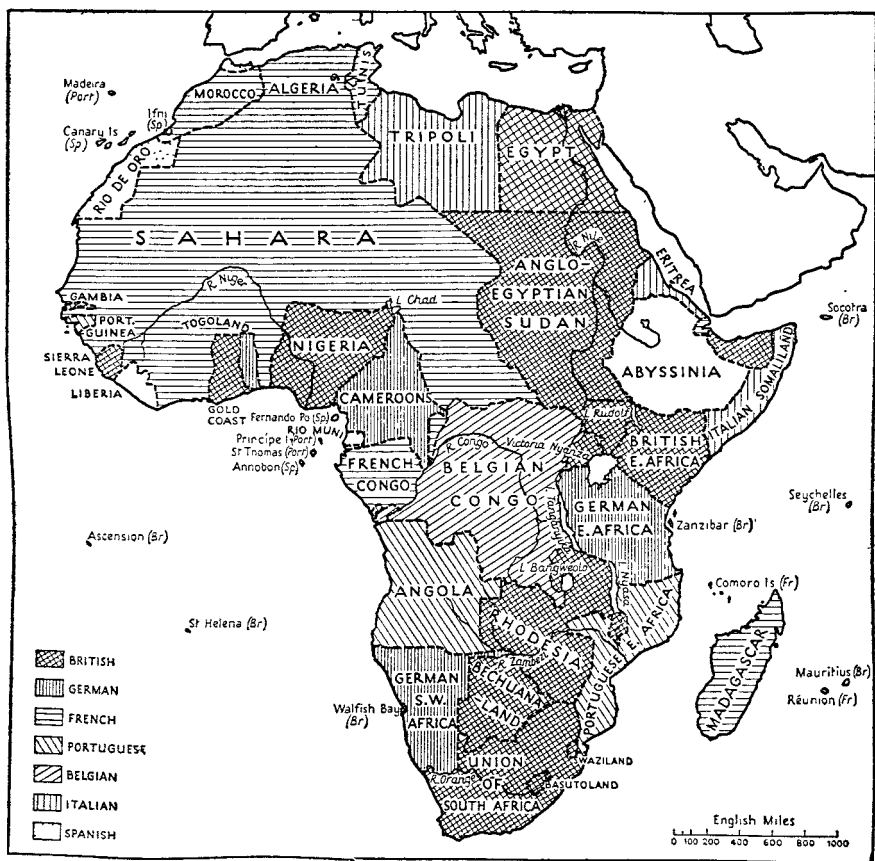 Madeira
(Port)
MOROCCO
ALGERIA
TUNIS
Ifni
(Sp)
Canary Is
(Sp)
RIO DE ORO
TRIPOLI
EGYPT
SAHARA
R. Nile
ERITREA
ANGLO-
EGYPTIAN
SUDAN
R. Niger
L. Chad
Socotra
(Br)
GAMBIA
PORT.
GUINEA
TOGOLAND
NIGERIA
SIERRA
LEONE
LIBERIA
ABYSSINIA
ITALIAN SOMALILAND
GOLD
COAST
CAMEROONS
Fernando Po (Sp)
RIO MUNI
L. Rudolf
Principe I (Port)
St Thomas (Port)
Annobon (Sp)
FRENCH
CONGO
R. Congo
Victoria Nyanza
BRITISH
E. AFRICA
BELGIAN
CONGO
L. Tanganyika
GERMAN
E. AFRICA
Zanzibar (Br)
Seychelles
(Br)
Ascension (Br)
L. Bangweolo
L. Nyasa
Comoro Is (Fr)
ANGOLA
St Helena (Br)
RHODESIA
PORTUGUESE E. AFRICA
MADAGASCAR
Mauritius (Br)
Réunion (Fr)
R. Zambe
GERMAN
S.W.
AFRICA
BECHUANA
-LAND
Walfish Bay
(Br)
SWAZILAND
UNION
OF
SOUTH AFRICA
R. Orange
BASUTOLAND
BRITISH
GERMAN
FRENCH
PORTUGUESE
BELGIAN
ITALIAN
SPANISH
English Miles
0 100 200 400 600 800 1000